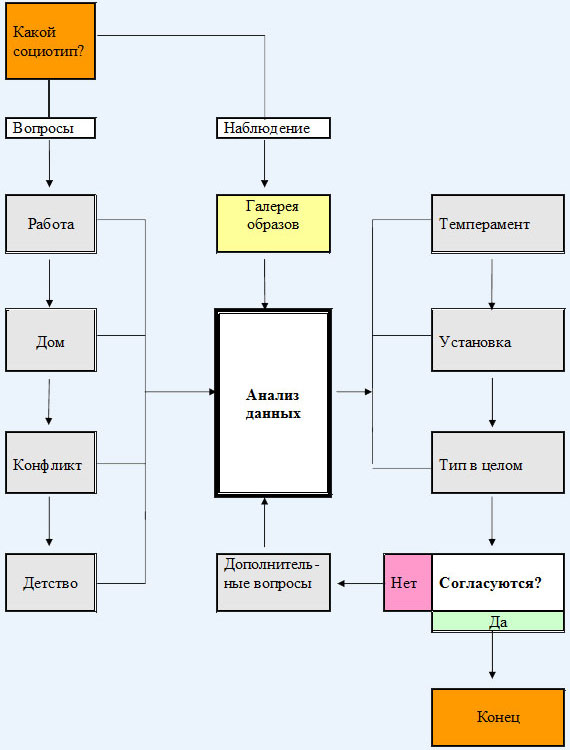 Какой
социотип?
Вопросы
Наблюдение
Работа
Галерея
образов
Темперамент
Дом
Установка
Анализ
данных
Конфликт
Тип в целом
Детство
Дополнитель-
ные вопросы
Нет
Согласуются?
Да
Конец